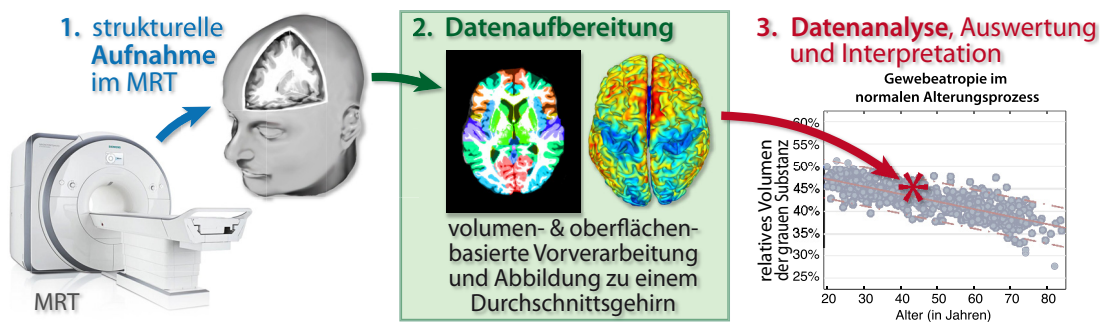 1. strukturelle
Aufnahme
im MRT
MRT
2. Datenaufbereitung
volumen- & oberflächen-
basierte Vorverarbeitung
und Abbildung zu einem
Durchschnittsgehirn
3. Datenanalyse, Auswertung
und Interpretation
Gewebeatropie im
normalen Alterungsprozess
relatives Volumen
der grauen Substanz
60%
55%
50%
45%
40%
35%
30%
25%
20 30 40 50 60 70 80
Alter (in Jahren)